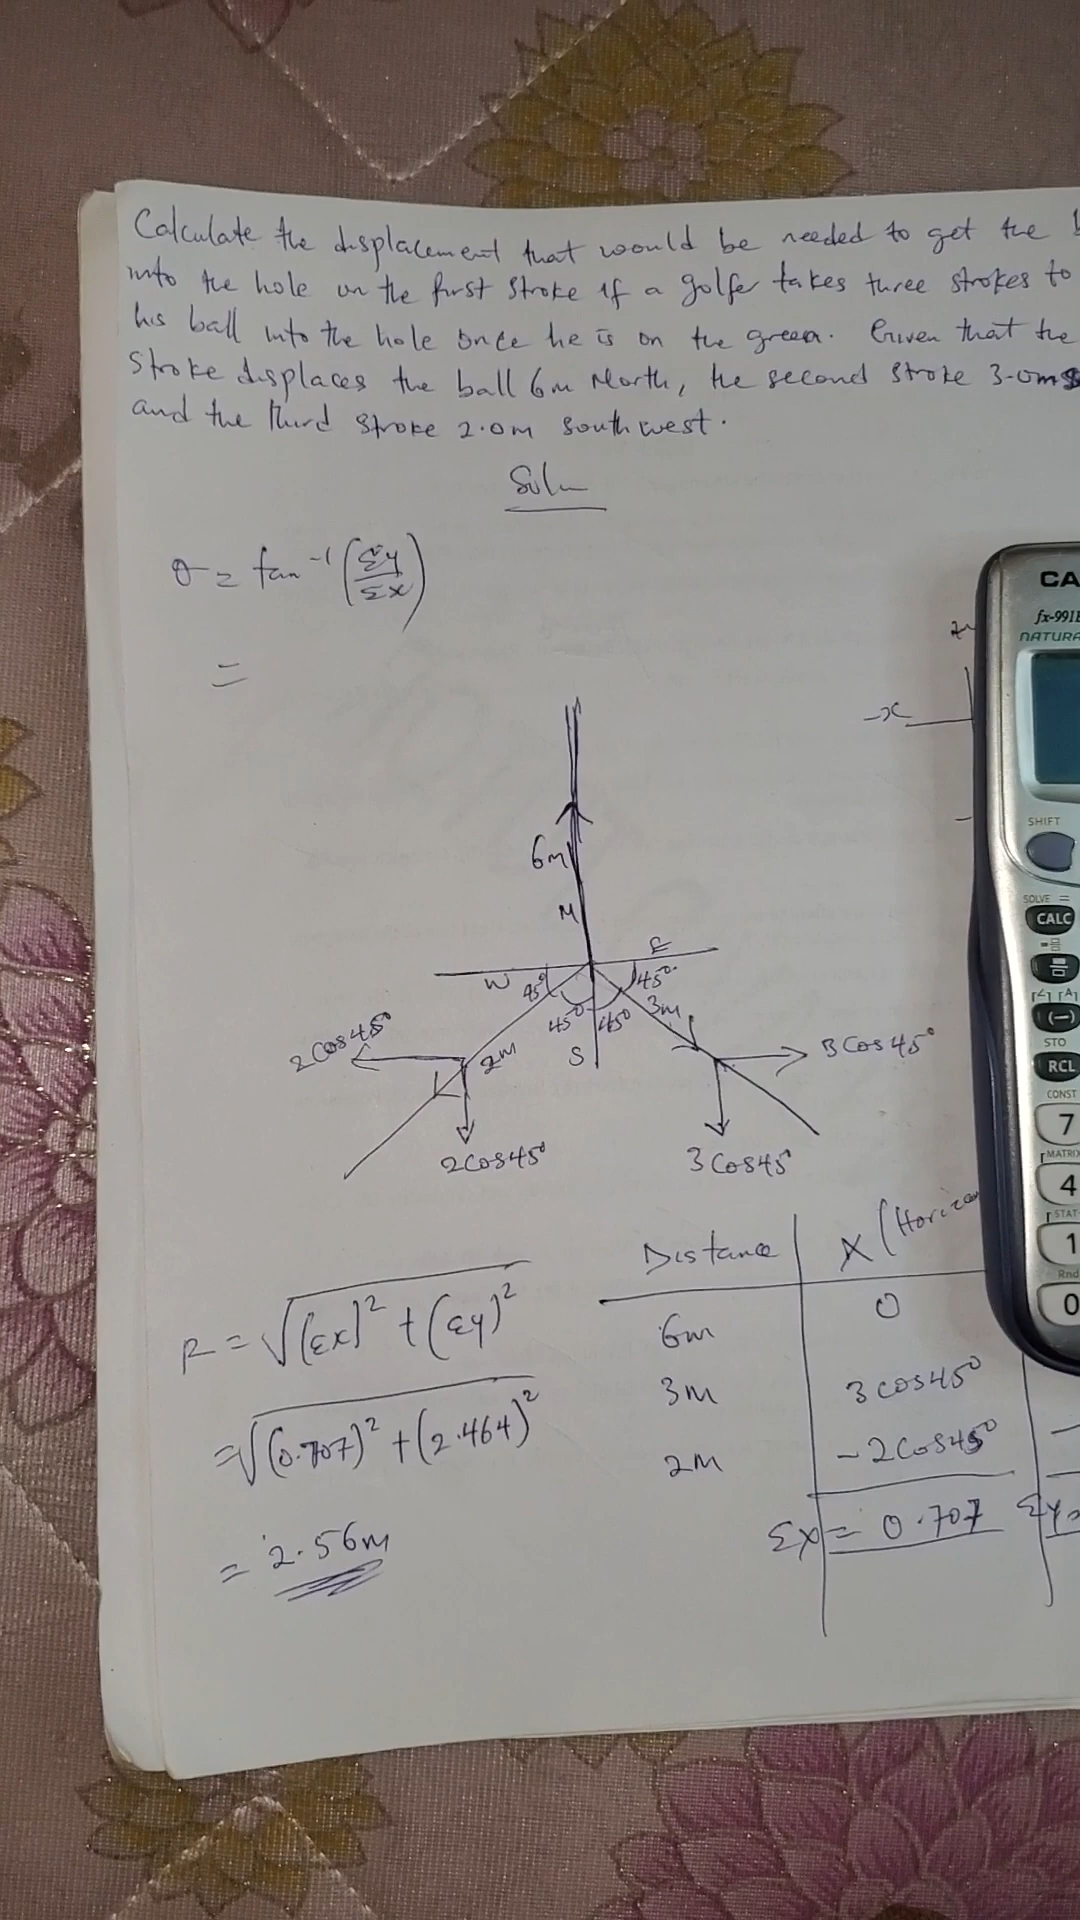 Calculate the displacement that would be needed to get the
into the hole on the first stroke if a golfer takes three strokes to
his ball into the hole once he is on the green. Given that the
stroke displaces the ball 6m North, the second stroke 3.0m
and the third stroke 2.0m South west.
Soln
θ = tan⁻¹ (Σy/Σx)
=
-x
6m
N
W
E
45°
45°
45°
45°
3m
2m
S
2cos45°
3cos45°
2cos45°
3cos45
Distance | X (Horizon
6m | 0
3m | 3cos45°
2m | -2cos45°
Σx = 0.707 Σy =
R = √(Σx)² + (Σy)²
= √(0.707)² + (2.464)²
= 2.56m
CA
fx-991E
NATURA
SHIFT
SOLVE =
CALC
(−)
STO
RCL
CONST
7
MATRIX
4
STAT
1
Rnd
0